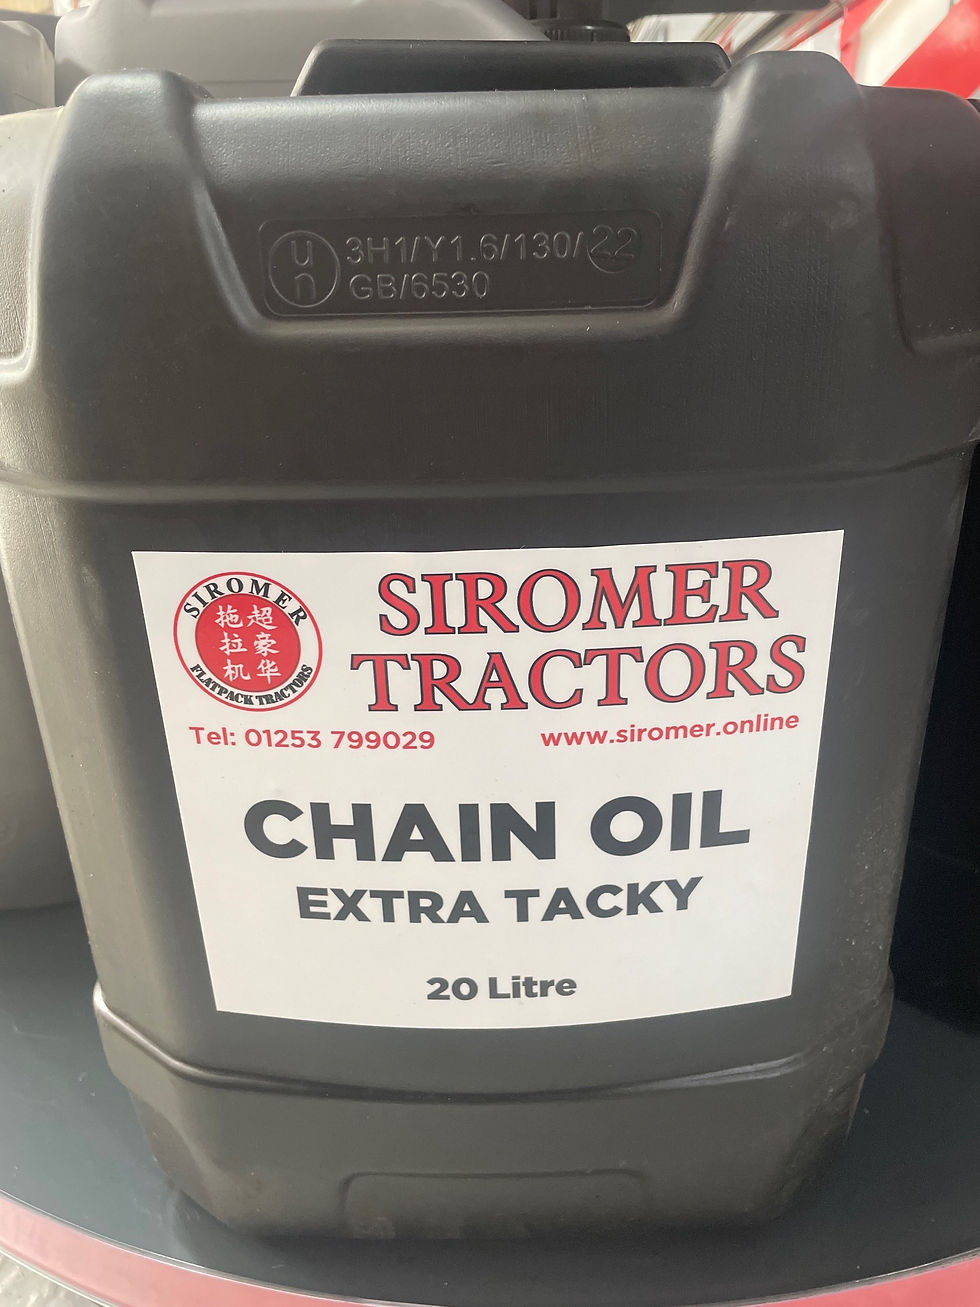 un
3H1/Y1.6/130/22
GB/6530
SIROMER
拖 超
拉 豪
机 华
FLATPACK TRACTORS
SIROMER
TRACTORS
Tel: 01253 799029
www.siromer.online
CHAIN OIL
EXTRA TACKY
20 Litre